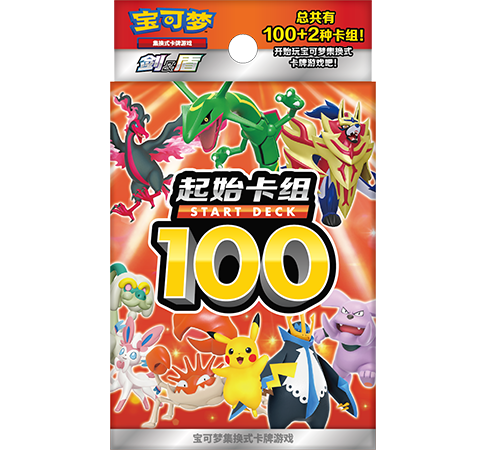 宝可梦
集换式卡牌游戏
剑&盾
总共有
100+2种卡组!
开始玩宝可梦集换式
卡牌游戏吧!
起始卡组
START DECK
100
宝可梦集换式卡牌游戏